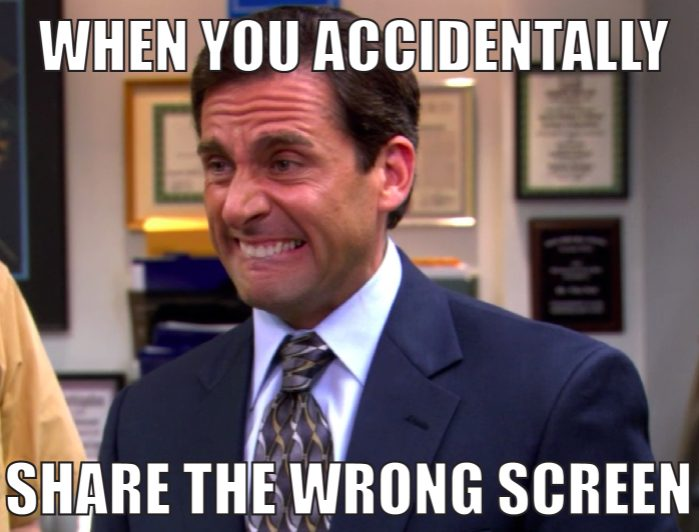 WHEN YOU ACCIDENTALLY
SHARE THE WRONG SCREEN